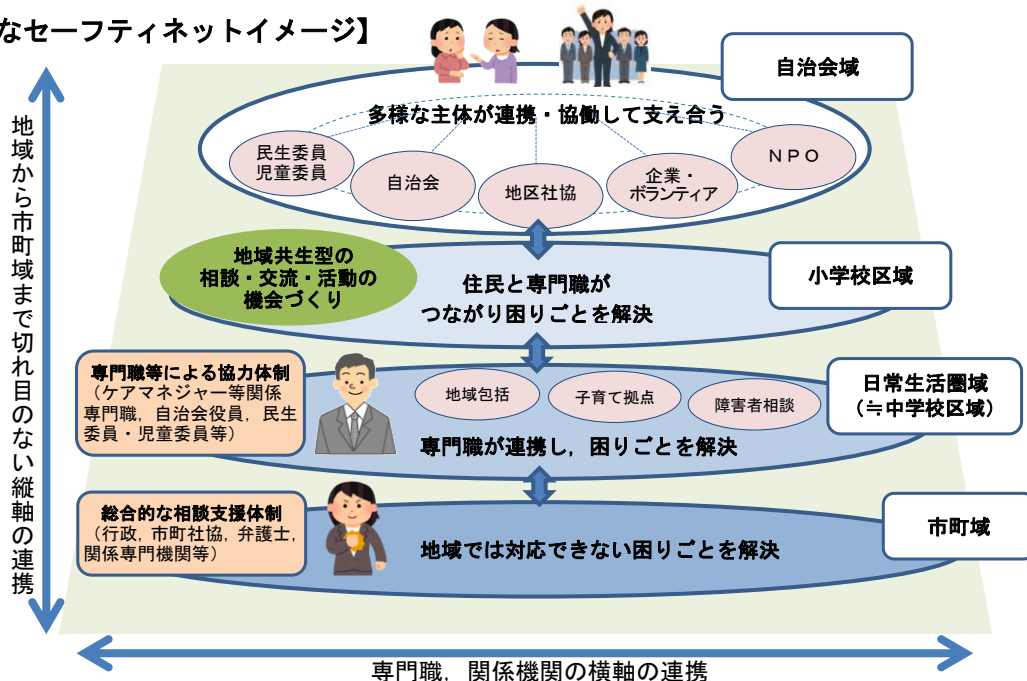 なセーフティネットイメージ】
自治会域
多様な主体が連携・協働して支え合う
民生委員
児童委員
自治会
地区社協
企業・
ボランティア
ＮＰＯ
地域から市町域まで切れ目のない縦軸の連携
地域共生型の
相談・交流・活動の
機会づくり
住民と専門職が
つながり困りごとを解決
小学校区域
専門職等による協力体制
（ケアマネジャー等関係
専門職，自治会役員，民生
委員・児童委員等）
地域包括
子育て拠点
障害者相談
専門職が連携し，困りごとを解決
日常生活圏域
（≒中学校区域）
総合的な相談支援体制
（行政，市町社協，弁護士，
関係専門機関等）
地域では対応できない困りごとを解決
市町域
専門職，関係機関の横軸の連携